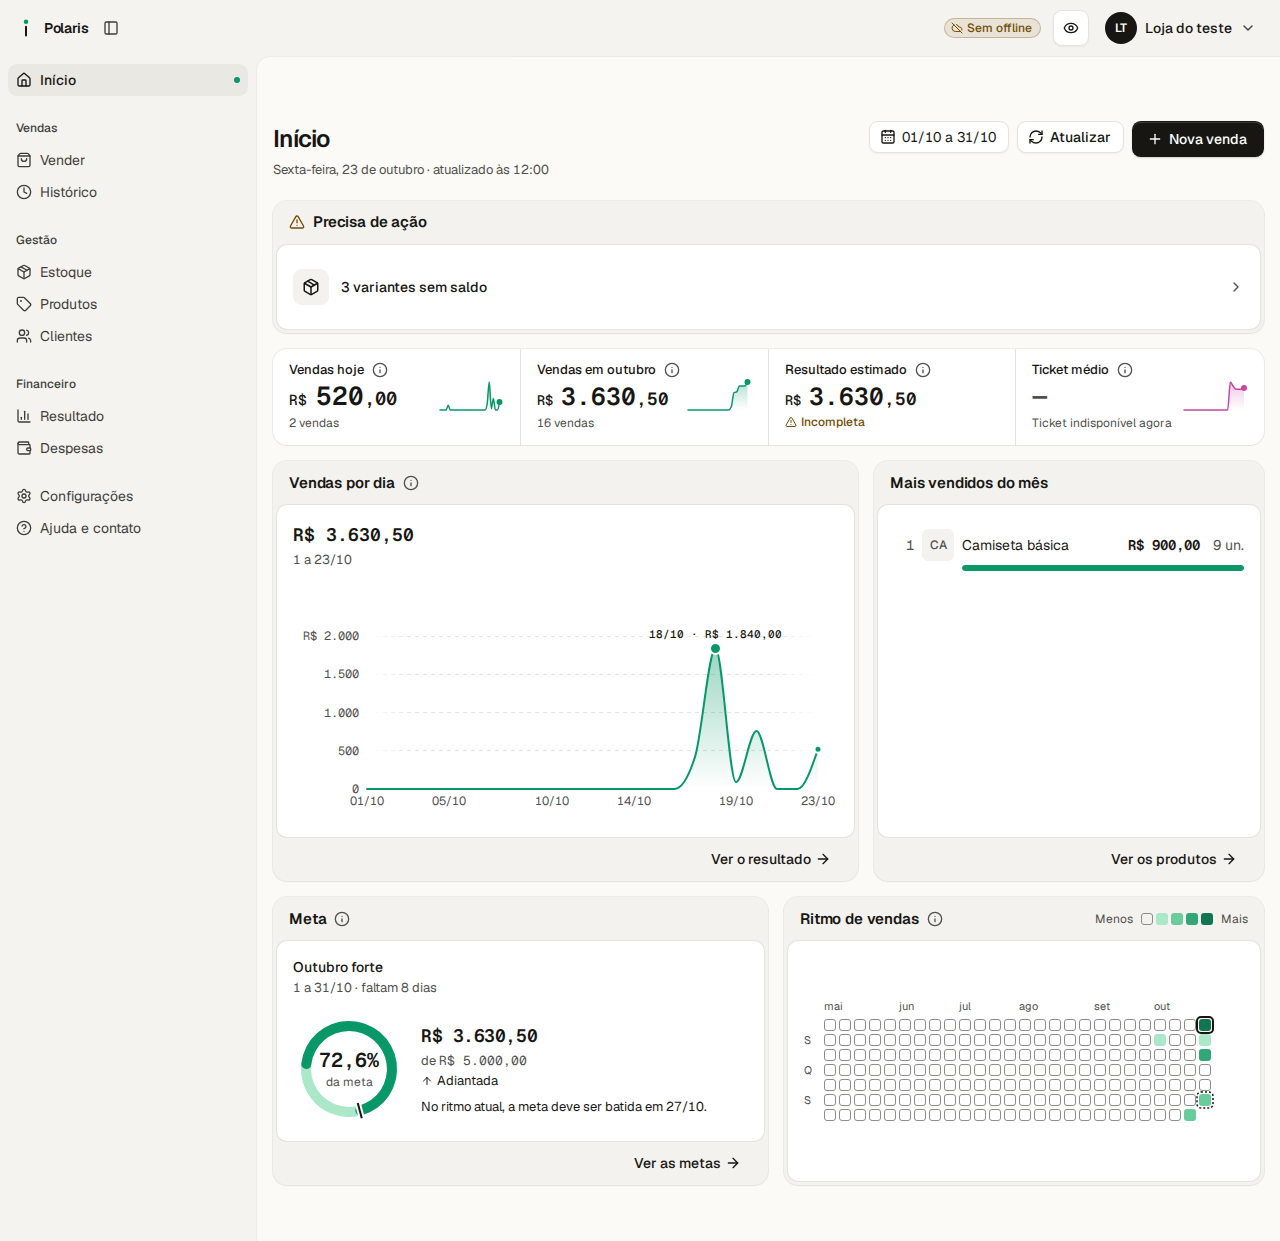 Polaris
Sem offline
LT
Loja do teste
Início
Vendas
Vender
Histórico
Gestão
Estoque
Produtos
Clientes
Financeiro
Resultado
Despesas
Configurações
Ajuda e contato
Início
01/10 a 31/10
Atualizar
Nova venda
Sexta-feira, 23 de outubro · atualizado às 12:00
Precisa de ação
3 variantes sem saldo
Vendas hoje
R$ 520,00
2 vendas
Vendas em outubro
R$ 3.630,50
16 vendas
Resultado estimado
R$ 3.630,50
Incompleta
Ticket médio
—
Ticket indisponível agora
Vendas por dia
R$ 3.630,50
1 a 23/10
18/10 · R$ 1.840,00
R$ 2.000
1.500
1.000
500
0
01/10 05/10 10/10 14/10 19/10 23/10
Ver o resultado
Mais vendidos do mês
1 CA Camiseta básica R$ 900,00 9 un.
Ver os produtos
Meta
Outubro forte
1 a 31/10 · faltam 8 dias
72,6%
da meta
R$ 3.630,50
de R$ 5.000,00
Adiantada
No ritmo atual, a meta deve ser batida em 27/10.
Ver as metas
Ritmo de vendas
Menos
Mais
mai jun jul ago set out
S
Q
S